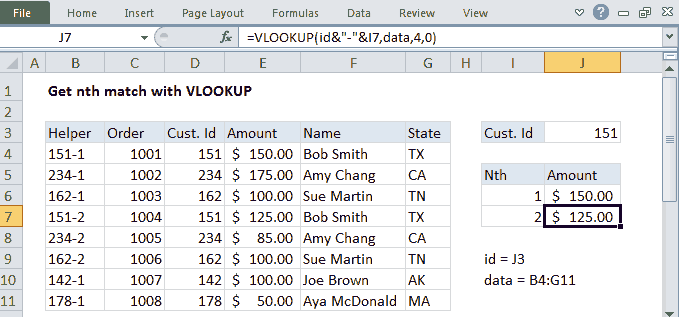 File Home Insert Page Layout Formulas Data Review View
J7 fx =VLOOKUP(id&"-"&I7,data,4,0)
A B C D E F G H I J
1 Get nth match with VLOOKUP
2
3 Helper Order Cust. Id Amount Name State Cust. Id 151
4 151-1 1001 151 $ 150.00 Bob Smith TX
5 234-1 1002 234 $ 175.00 Amy Chang CA Nth Amount
6 162-1 1003 162 $ 100.00 Sue Martin TN 1 $ 150.00
7 151-2 1004 151 $ 125.00 Bob Smith TX 2 $ 125.00
8 234-2 1005 234 $ 85.00 Amy Chang CA
9 162-2 1006 162 $ 100.00 Sue Martin TN id = J3
10 142-1 1007 142 $ 100.00 Joe Brown AK data = B4:G11
11 178-1 1008 178 $ 50.00 Aya McDonald MA